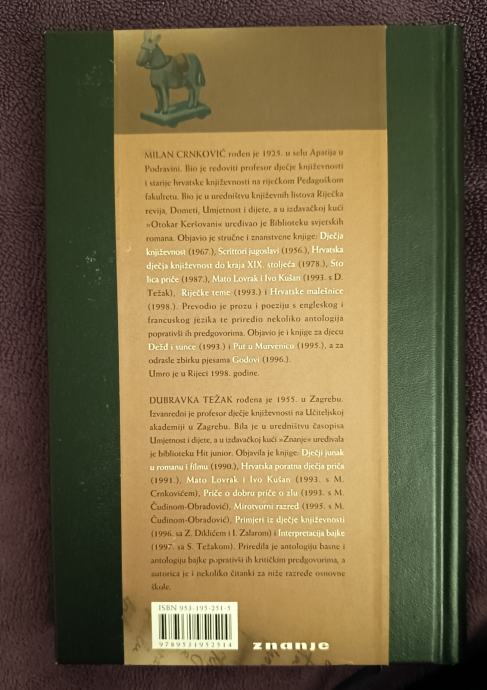 MILAN CRNKOVIĆ rođen je 1925. u selu Apatija u
Podravini. Bio je redoviti profesor dječje književnosti
i starije hrvatske književnosti na riječkom Pedagoškom
fakultetu. Bio je u uredništvu književnih listova Riječka
revija, Dometi, Umjetnost i dijete, a u izdavačkoj kući
»Otokar Keršovani« uređivao je Biblioteku svjetskih
romana. Objavio je stručne i znanstvene knjige: Dječja
književnost (1967.), Scrittori jugoslavi (1956.), Hrvatska
dječja književnost do kraja XIX. stoljeća (1978.), Sto
lica priče (1987.), Mato Lovrak i Ivo Kušan (1993. s D.
Težak), Riječke teme (1993.) i Hrvatske malešnice
(1998.). Prevodio je prozu i poeziju s engleskog i
francuskog jezika te priredio nekoliko antologija
poprativši ih predgovorima. Objavio je i knjige za djecu
Dežđ i sunce (1993.) i Put u Murvenicu (1995.), a za
odrasle zbirku pjesama Godovi (1996.).
Umro je u Rijeci 1998. godine.
DUBRAVKA TEŽAK rođena je 1955. u Zagrebu.
Izvanredni je profesor dječje književnosti na Učiteljskoj
akademiji u Zagrebu. Bila je u uredništvu časopisa
Umjetnost i dijete, a u izdavačkoj kući »Znanje« uređivala
je biblioteku Hit junior. Objavila je knjige: Dječji junak
u romanu i filmu (1990.), Hrvatska poratna dječja priča
(1991.), Mato Lovrak i Ivo Kušan (1993. s M.
Crnkovićem), Priče o dobru priče o zlu (1993. s M.
Čudinom-Obradović), Mirotvorni razred (1995. s M.
Čudinom-Obradović), Primjeri iz dječje književnosti
(1996. sa Z. Diklićem i I. Zalarom) i Interpretacija bajke
(1997. sa S. Težakom). Priredila je antologiju basne i
antologiju bajke poprativši ih kritičkim predgovorima, a
autorica je i nekoliko čitanki za niže razrede osnovne
škole.
ISBN 953-195-251-5
9789531952514
znanje